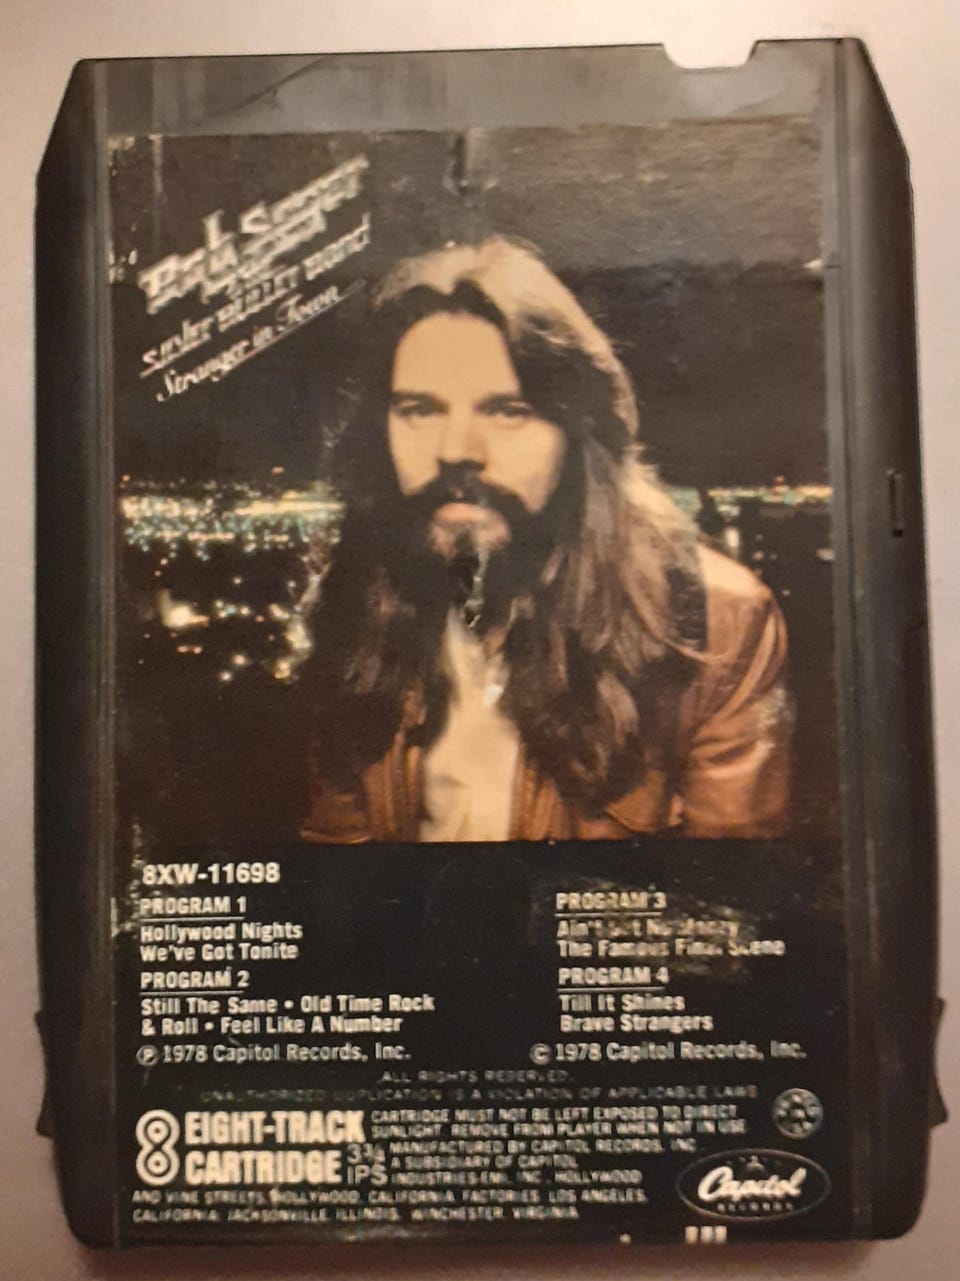 Bob Seger
& The
Silver Bullet Band
Stranger in Town
8XW-11698
PROGRAM 1
Hollywood Nights
We've Got Tonite
PROGRAM 2
Still The Same • Old Time Rock
& Roll • Feel Like A Number
PROGRAM 3
Ain't Got No Money
The Famous Final Scene
PROGRAM 4
Till It Shines
Brave Strangers
Ⓟ 1978 Capitol Records, Inc.
© 1978 Capitol Records, Inc.
ALL RIGHTS RESERVED.
UNAUTHORIZED DUPLICATION IS A VIOLATION OF APPLICABLE LAWS
8 EIGHT-TRACK
CARTRIDGE 3¾ IPS
CARTRIDGE MUST NOT BE LEFT EXPOSED TO DIRECT
SUNLIGHT. REMOVE FROM PLAYER WHEN NOT IN USE
MANUFACTURED BY CAPITOL RECORDS, INC.
A SUBSIDIARY OF CAPITOL
INDUSTRIES-EMI, INC., HOLLYWOOD
AND VINE STREETS, HOLLYWOOD, CALIFORNIA. FACTORIES: LOS ANGELES,
CALIFORNIA; JACKSONVILLE, ILLINOIS; WINCHESTER, VIRGINIA
Capitol
RECORDS